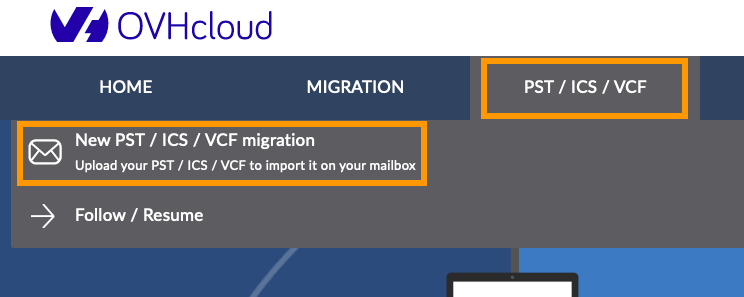 OVHcloud
HOME MIGRATION PST / ICS / VCF
New PST / ICS / VCF migration
Upload your PST / ICS / VCF to import it on your mailbox
Follow / Resume